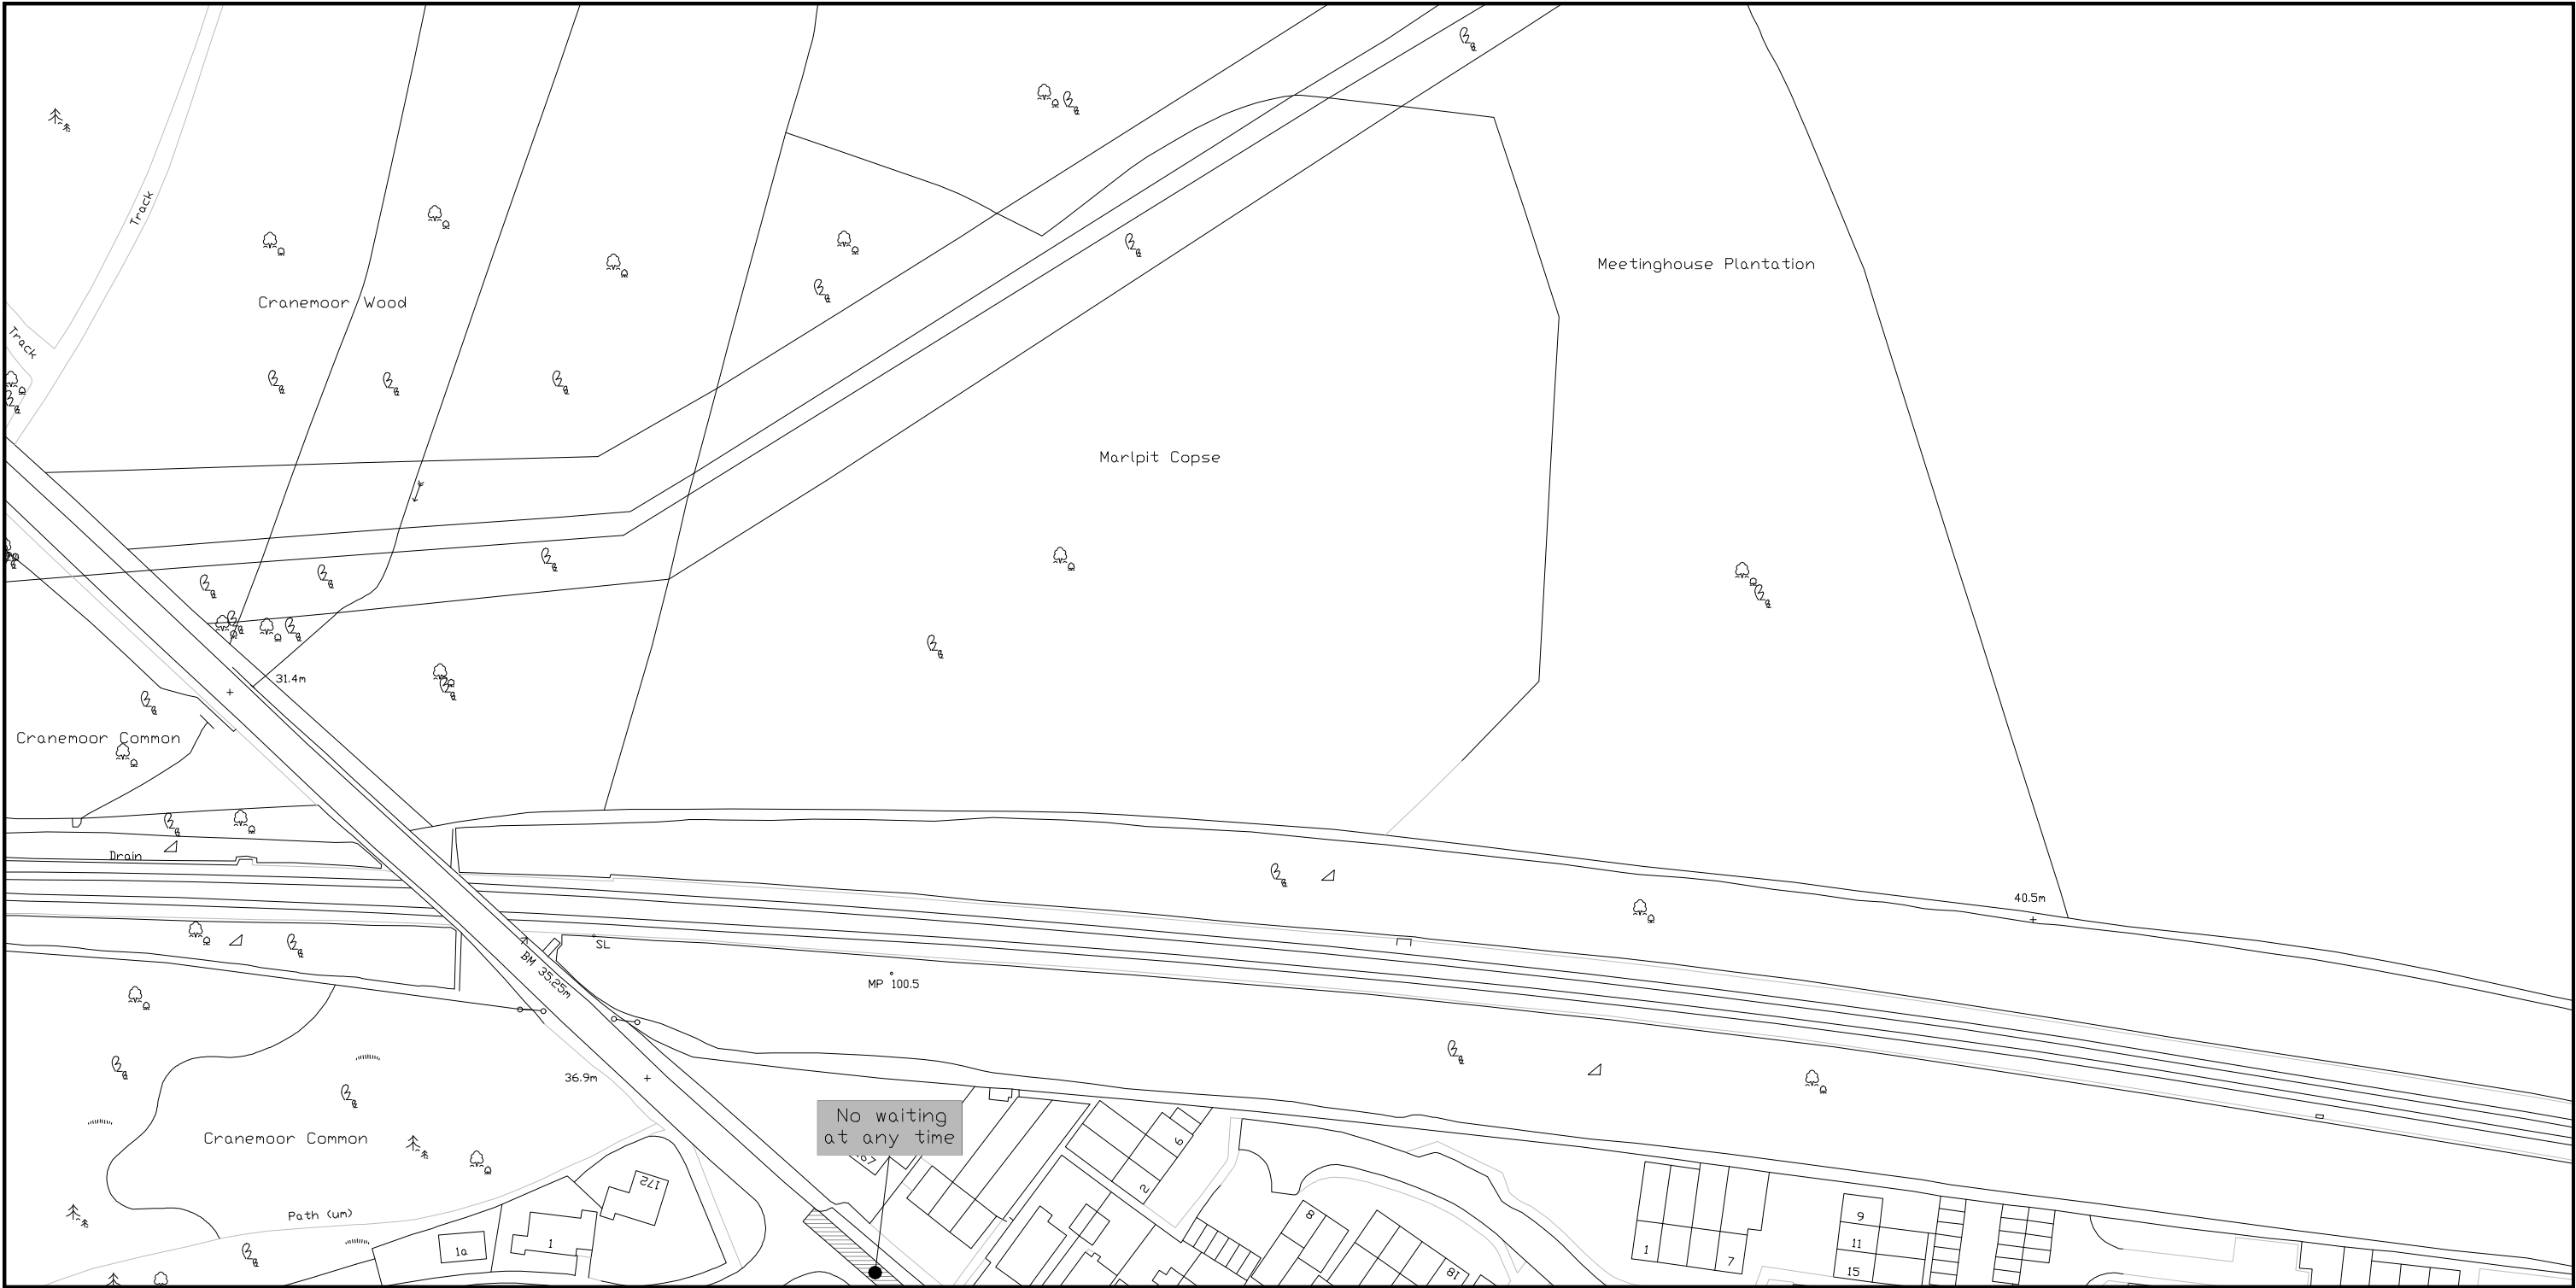 Track
Meetinghouse Plantation
Cranemoor Wood
Track
Marlpit Copse
31.4m
Cranemoor Common
Drain
40.5m
SL
BM 35.25m
MP 100.5
36.9m
No waiting
at any time
Cranemoor Common
67
6
2
172
Path (um)
1
1a
8
18
1
7
9
11
15